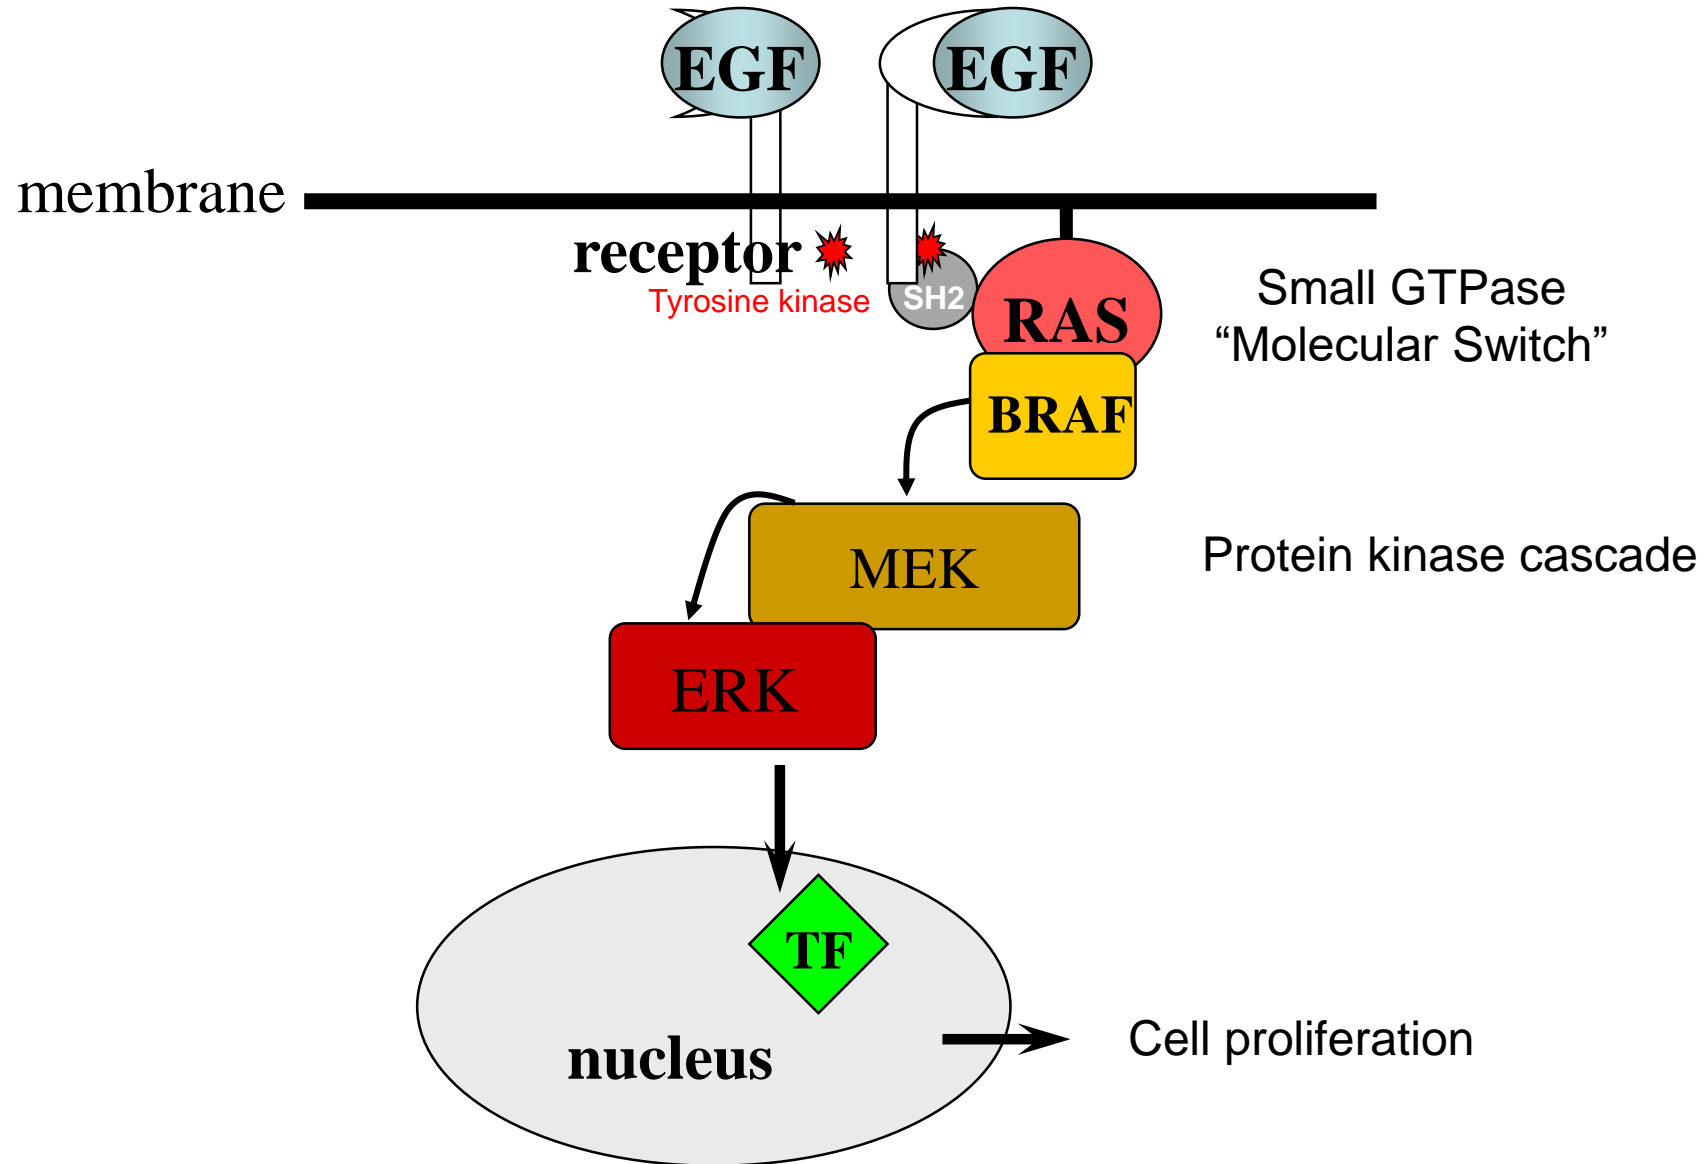 EGF
EGF
membrane
receptor
Tyrosine kinase
SH2
RAS
Small GTPase
“Molecular Switch”
BRAF
MEK
Protein kinase cascade
ERK
TF
nucleus
Cell proliferation